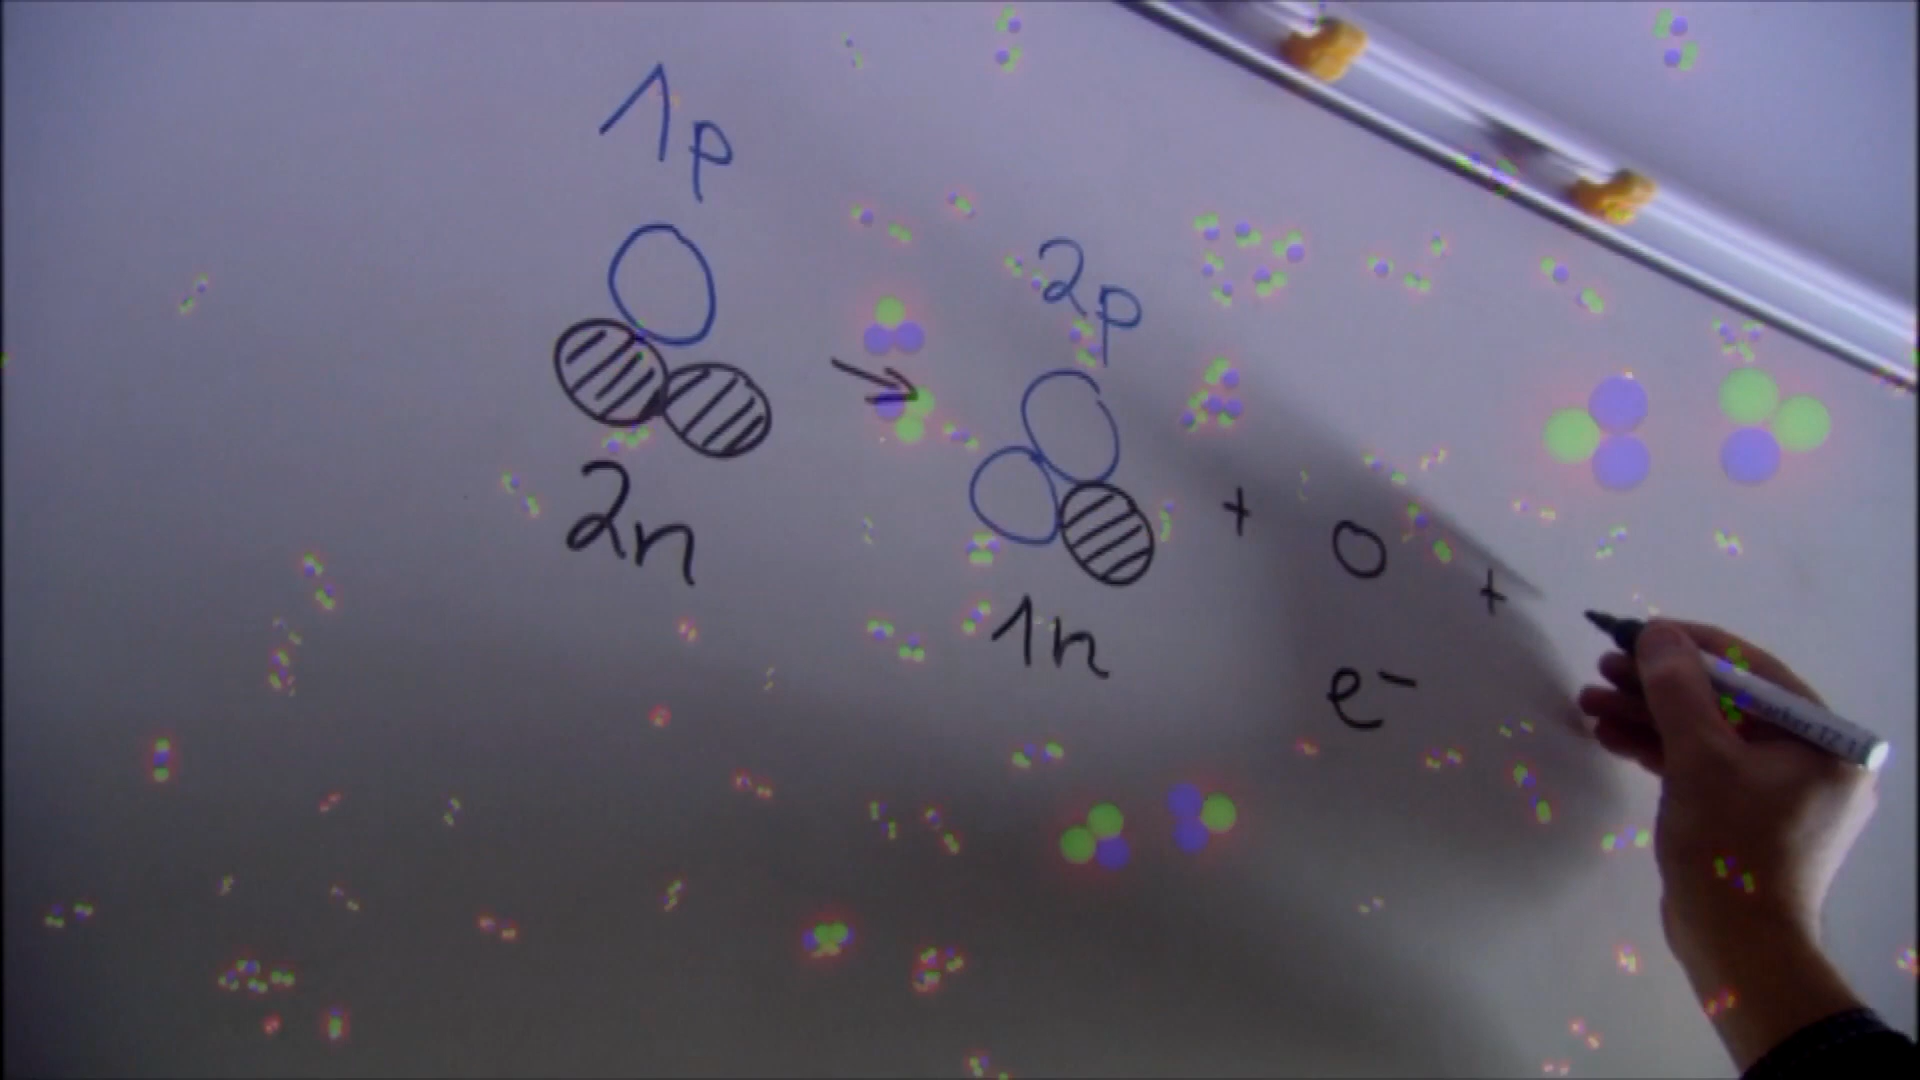 1p
2n
→
2p
1n
+
e⁻
+